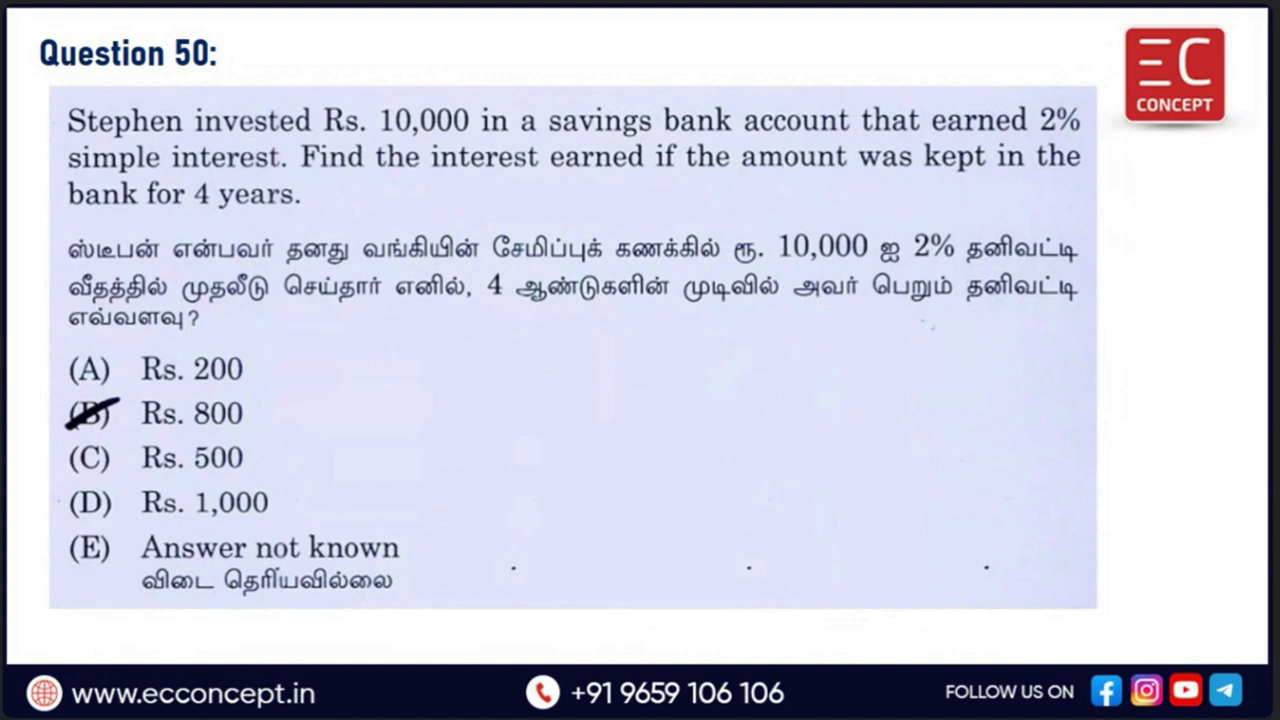 Question 50:
EC
CONCEPT
Stephen invested Rs. 10,000 in a savings bank account that earned 2%
simple interest. Find the interest earned if the amount was kept in the
bank for 4 years.
ஸ்டீபன் என்பவர் தனது வங்கியின் சேமிப்புக் கணக்கில் ரூ. 10,000 ஐ 2% தனிவட்டி
வீதத்தில் முதலீடு செய்தார் எனில், 4 ஆண்டுகளின் முடிவில் அவர் பெறும் தனிவட்டி
எவ்வளவு?
(A) Rs. 200
(B) Rs. 800
(C) Rs. 500
(D) Rs. 1,000
(E) Answer not known
விடை தெரியவில்லை
www.ecconcept.in +91 9659 106 106 FOLLOW US ON